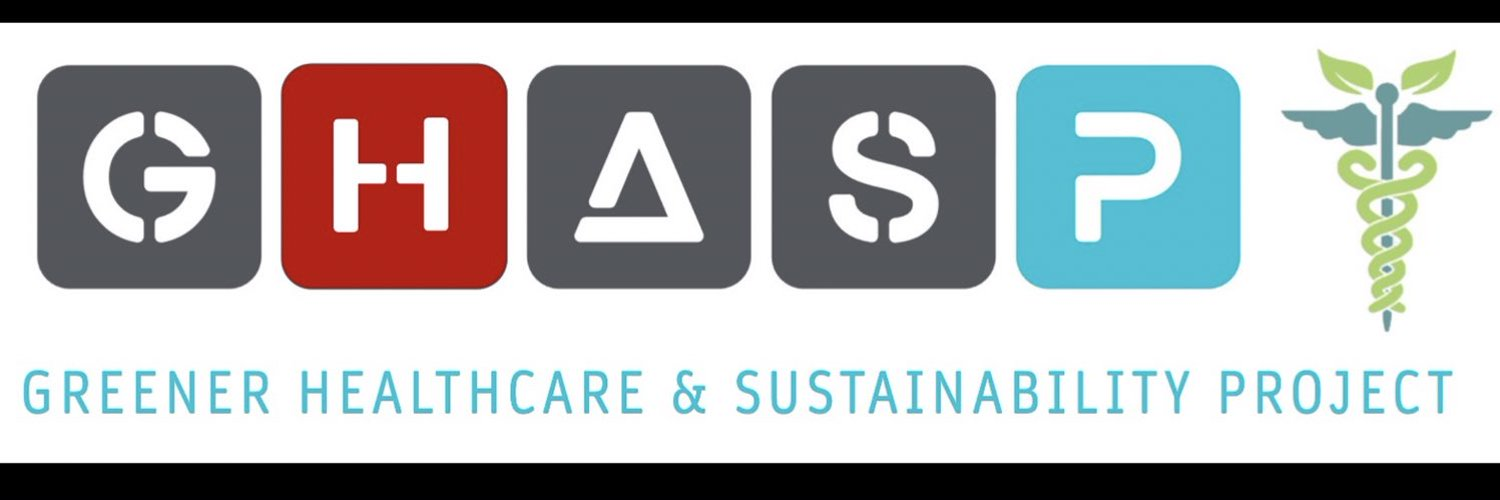 GHASP
GREENER HEALTHCARE & SUSTAINABILITY PROJECT